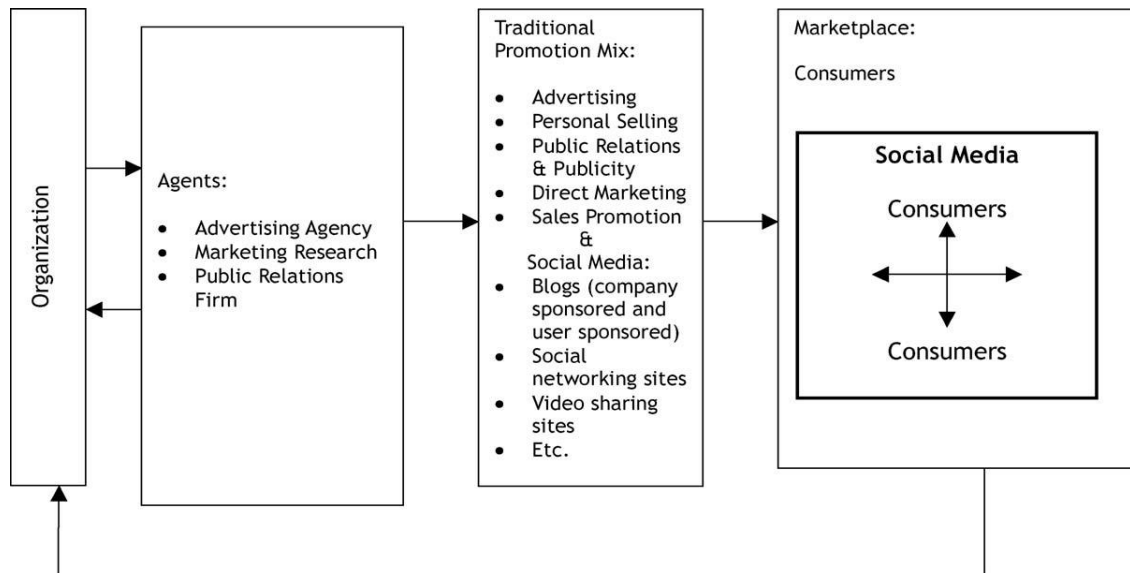 Organization
Agents:
● Advertising Agency
● Marketing Research
● Public Relations
Firm
Traditional
Promotion Mix:
● Advertising
● Personal Selling
● Public Relations
& Publicity
● Direct Marketing
● Sales Promotion
&
Social Media:
● Blogs (company
sponsored and
user sponsored)
● Social
networking sites
● Video sharing
sites
● Etc.
Marketplace:
Consumers
Social Media
Consumers
Consumers